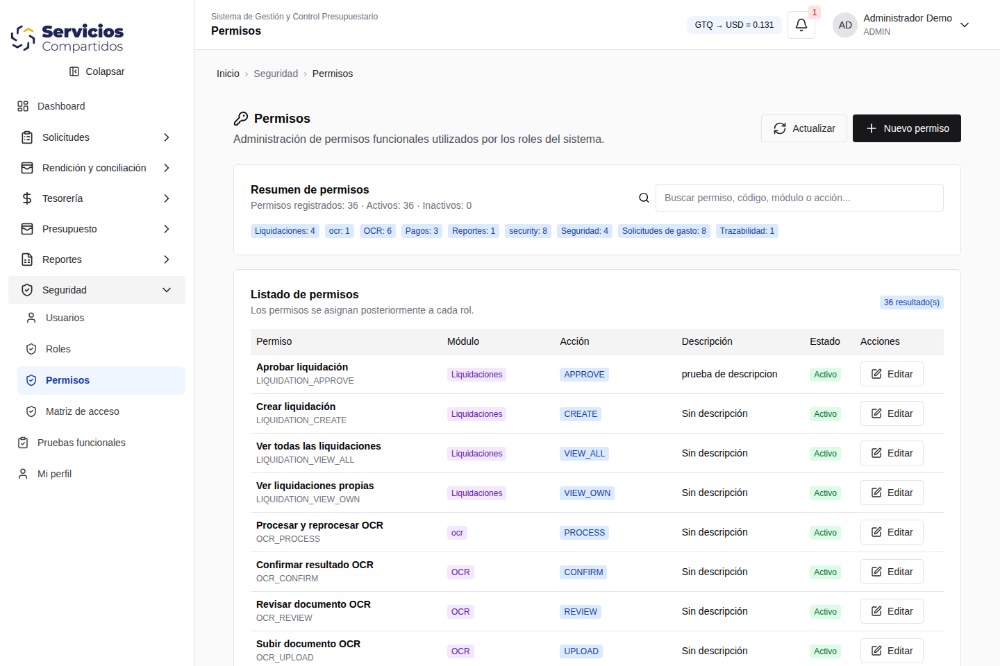 Servicios
Compartidos
Colapsar
Dashboard
Solicitudes
Rendición y conciliación
Tesorería
Presupuesto
Reportes
Seguridad
Usuarios
Roles
Permisos
Matriz de acceso
Pruebas funcionales
Mi perfil
Sistema de Gestión y Control Presupuestario
Permisos
GTQ → USD = 0.131
1
AD
Administrador Demo
ADMIN
Inicio › Seguridad › Permisos
Permisos
Administración de permisos funcionales utilizados por los roles del sistema.
Actualizar
Nuevo permiso
Resumen de permisos
Permisos registrados: 36 · Activos: 36 · Inactivos: 0
Buscar permiso, código, módulo o acción...
Liquidaciones: 4 ocr: 1 OCR: 6 Pagos: 3 Reportes: 1 security: 8 Seguridad: 4 Solicitudes de gasto: 8 Trazabilidad: 1
Listado de permisos
Los permisos se asignan posteriormente a cada rol.
36 resultado(s)
Permiso Módulo Acción Descripción Estado Acciones
Aprobar liquidación
LIQUIDATION_APPROVE
Liquidaciones APPROVE prueba de descripcion Activo Editar
Crear liquidación
LIQUIDATION_CREATE
Liquidaciones CREATE Sin descripción Activo Editar
Ver todas las liquidaciones
LIQUIDATION_VIEW_ALL
Liquidaciones VIEW_ALL Sin descripción Activo Editar
Ver liquidaciones propias
LIQUIDATION_VIEW_OWN
Liquidaciones VIEW_OWN Sin descripción Activo Editar
Procesar y reprocesar OCR
OCR_PROCESS
ocr PROCESS Sin descripción Activo Editar
Confirmar resultado OCR
OCR_CONFIRM
OCR CONFIRM Sin descripción Activo Editar
Revisar documento OCR
OCR_REVIEW
OCR REVIEW Sin descripción Activo Editar
Subir documento OCR
OCR_UPLOAD
OCR UPLOAD Sin descripción Activo Editar